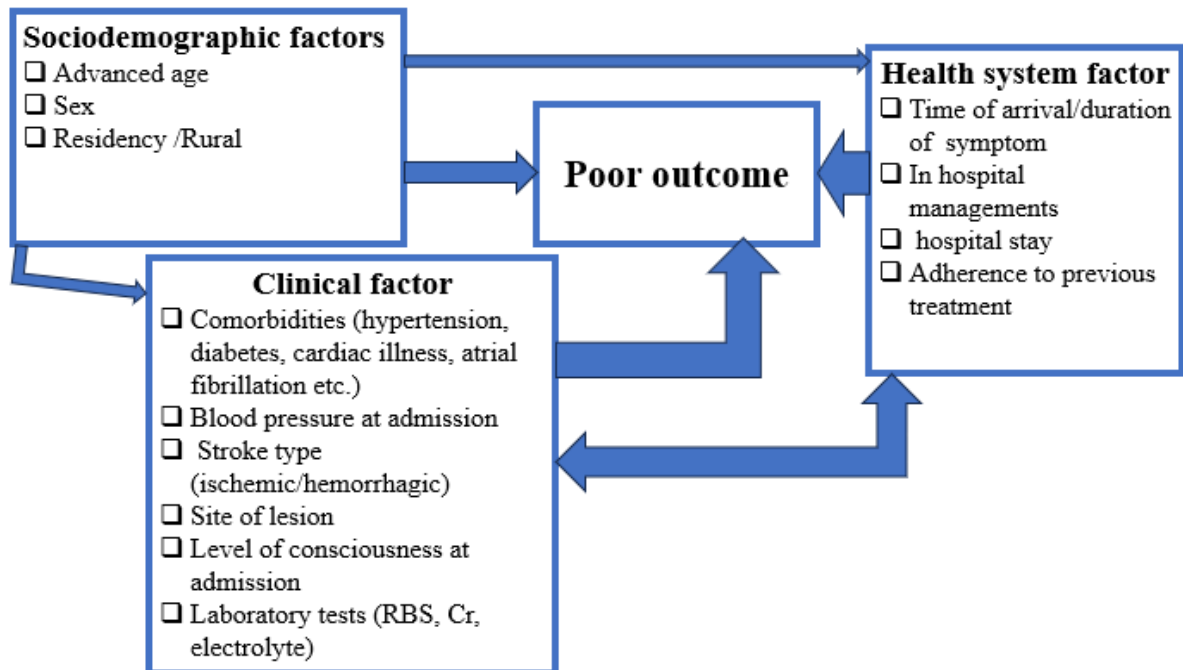 Sociodemographic factors
❑ Advanced age
❑ Sex
❑ Residency /Rural
Poor outcome
Health system factor
❑ Time of arrival/duration
of symptom
❑ In hospital
managements
❑ hospital stay
❑ Adherence to previous
treatment
Clinical factor
❑ Comorbidities (hypertension,
diabetes, cardiac illness, atrial
fibrillation etc.)
❑ Blood pressure at admission
❑ Stroke type
(ischemic/hemorrhagic)
❑ Site of lesion
❑ Level of consciousness at
admission
❑ Laboratory tests (RBS, Cr,
electrolyte)